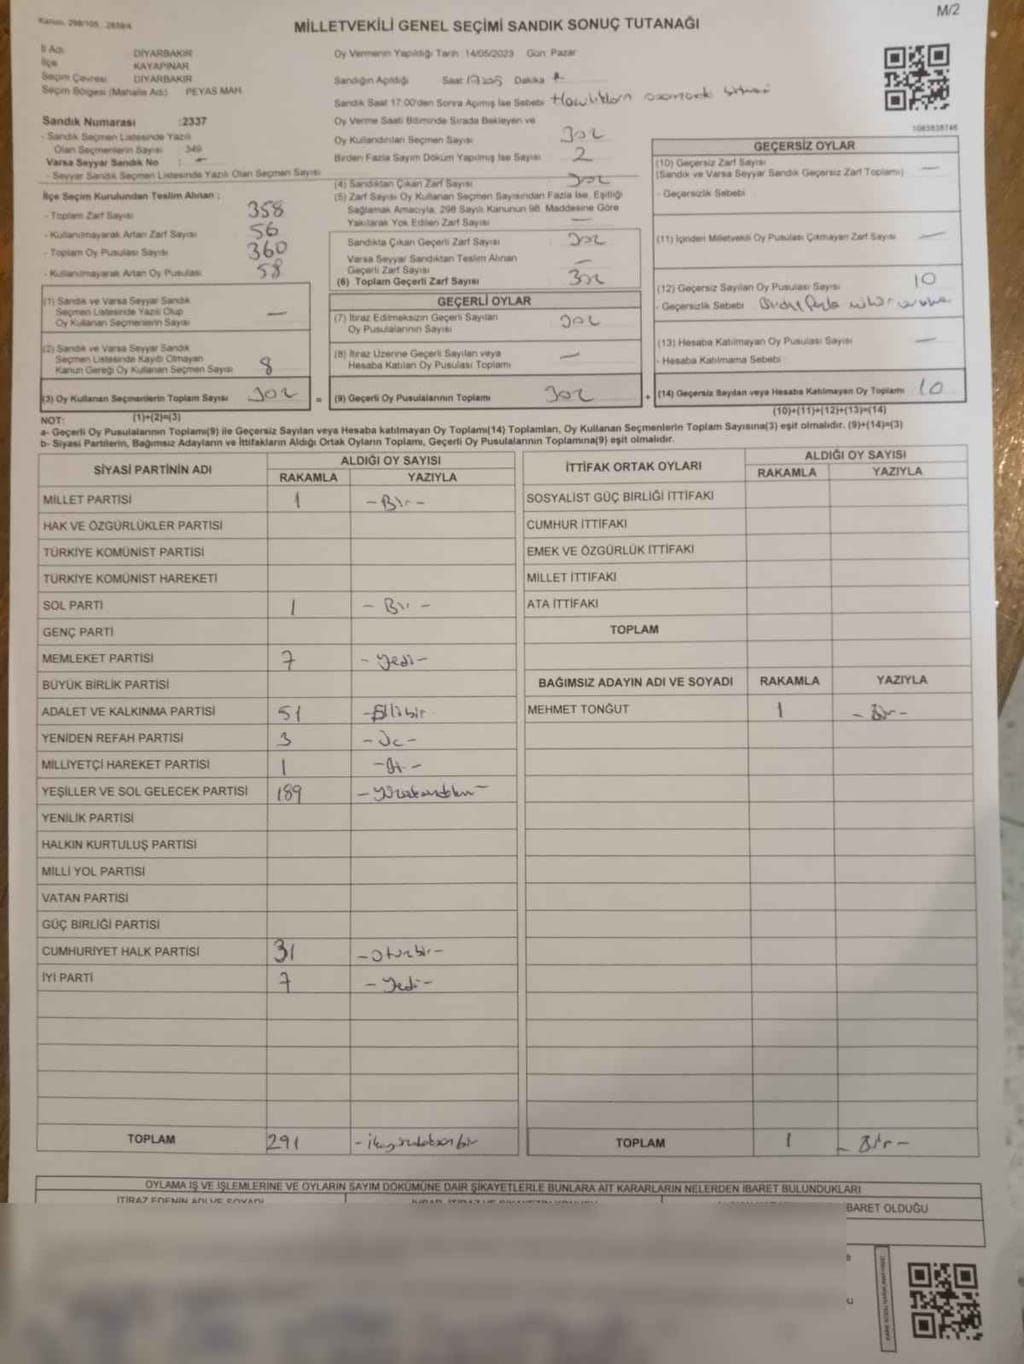 Kanun, 298/105 2839/4
M/2
MİLLETVEKİLİ GENEL SEÇİMİ SANDIK SONUÇ TUTANAĞI
İl Adı DİYARBAKIR
İlçe KAYAPINAR
Seçim Çevresi DİYARBAKIR
Seçim Bölgesi (Mahalle Adı) PEYAS MAH
Sandık Numarası :2337
- Sandık Seçmen Listesinde Yazılı
Olan Seçmenlerin Sayısı 349
Varsa Seyyar Sandık No : -
- Seyyar Sandık Seçmen Listesinde Yazılı Olan Seçmen Sayısı
İlçe Seçim Kurulundan Teslim Alınan :
- Toplam Zarf Sayısı 358
- Kullanılmayarak Artan Zarf Sayısı 56
- Toplam Oy Pusulası Sayısı 360
- Kullanılmayarak Artan Oy Pusulası 58
(1) Sandık ve Varsa Seyyar Sandık
Seçmen Listesinde Yazılı Olup
Oy Kullanan Seçmenlerin Sayısı —
(2) Sandık ve Varsa Seyyar Sandık
Seçmen Listesinde Kaydı Olmayan
Kanun Gereği Oy Kullanan Seçmen Sayısı 8
(3) Oy Kullanan Seçmenlerin Toplam Sayısı 302
(1)+(2)=(3)
Oy Vermenin Yapıldığı Tarih :14/05/2023 Gün: Pazar
Sandığın Açıldığı Saat 17:05 Dakika
Sandık Saat 17:00'den Sonra Açılmış İse Sebebi
Oy Verme Saati Bitiminde Sırada Bekleyen ve
Oy Kullandırılan Seçmen Sayısı 302
Birden Fazla Sayım Döküm Yapılmış İse Sayısı 2
(4) Sandıktan Çıkan Zarf Sayısı 302
(5) Zarf Sayısı Oy Kullanan Seçmen Sayısından Fazla İse, Eşitliği
Sağlamak Amacıyla, 298 Sayılı Kanunun 98. Maddesine Göre
Yakılarak Yok Edilen Zarf Sayısı —
Sandıkta Çıkan Geçerli Zarf Sayısı 302
Varsa Seyyar Sandıktan Teslim Alınan
Geçerli Zarf Sayısı —
(6) Toplam Geçerli Zarf Sayısı 302
GEÇERLİ OYLAR
(7) İtiraz Edilmeksizin Geçerli Sayılan
Oy Pusulalarının Sayısı 302
(8) İtiraz Üzerine Geçerli Sayılan veya
Hesaba Katılan Oy Pusulası Toplamı —
= (9) Geçerli Oy Pusulalarının Toplamı 302
1063838746
GEÇERSİZ OYLAR
(10) Geçersiz Zarf Sayısı
(Sandık ve Varsa Seyyar Sandık Geçersiz Zarf Toplamı) —
- Geçersizlik Sebebi
(11) İçinden Milletvekili Oy Pusulası Çıkmayan Zarf Sayısı —
(12) Geçersiz Sayılan Oy Pusulası Sayısı 10
- Geçersizlik Sebebi
(13) Hesaba Katılmayan Oy Pusulası Sayısı —
- Hesaba Katılmama Sebebi
+ (14) Geçersiz Sayılan veya Hesaba Katılmayan Oy Toplamı 10
(10)+(11)+(12)+(13)=(14)
NOT:
a- Geçerli Oy Pusulalarının Toplamı(9) ile Geçersiz Sayılan veya Hesaba Katılmayan Oy Toplamı(14) Toplamları, Oy Kullanan Seçmenlerin Toplam Sayısına(3) eşit olmalıdır. (9)+(14)=(3)
b- Siyasi Partilerin, Bağımsız Adayların ve İttifakların Aldığı Ortak Oyların Toplamı, Geçerli Oy Pusulalarının Toplamına(9) eşit olmalıdır.
SİYASİ PARTİNİN ADI ALDIĞI OY SAYISI
RAKAMLA YAZIYLA
MİLLET PARTİSİ 1 -Bir-
HAK VE ÖZGÜRLÜKLER PARTİSİ
TÜRKİYE KOMÜNİST PARTİSİ
TÜRKİYE KOMÜNİST HAREKETİ
SOL PARTİ 1 - Bir -
GENÇ PARTİ
MEMLEKET PARTİSİ 7 - Yedi-
BÜYÜK BİRLİK PARTİSİ
ADALET VE KALKINMA PARTİSİ 51 -Ellibir
YENİDEN REFAH PARTİSİ 3 -Üc-
MİLLİYETÇİ HAREKET PARTİSİ 1 -Bir-
YEŞİLLER VE SOL GELECEK PARTİSİ 189
YENİLİK PARTİSİ
HALKIN KURTULUŞ PARTİSİ
MİLLİ YOL PARTİSİ
VATAN PARTİSİ
GÜÇ BİRLİĞİ PARTİSİ
CUMHURİYET HALK PARTİSİ 31 -Otuzbir-
İYİ PARTİ 7 - Yedi-
TOPLAM 291
İTTİFAK ORTAK OYLARI ALDIĞI OY SAYISI
RAKAMLA YAZIYLA
SOSYALİST GÜÇ BİRLİĞİ İTTİFAKI
CUMHUR İTTİFAKI
EMEK VE ÖZGÜRLÜK İTTİFAKI
MİLLET İTTİFAKI
ATA İTTİFAKI
TOPLAM
BAĞIMSIZ ADAYIN ADI VE SOYADI RAKAMLA YAZIYLA
MEHMET TONĞUT 1 - Bir-
TOPLAM 1 - Bir-
OYLAMA İŞ VE İŞLEMLERİNE VE OYLARIN SAYIM DÖKÜMÜNE DAİR ŞİKAYETLERLE BUNLARA AİT KARARLARIN NELERDEN İBARET BULUNDUKLARI
İTİRAZ EDENİN ADI VE SOYADI
BARET OLDUĞU